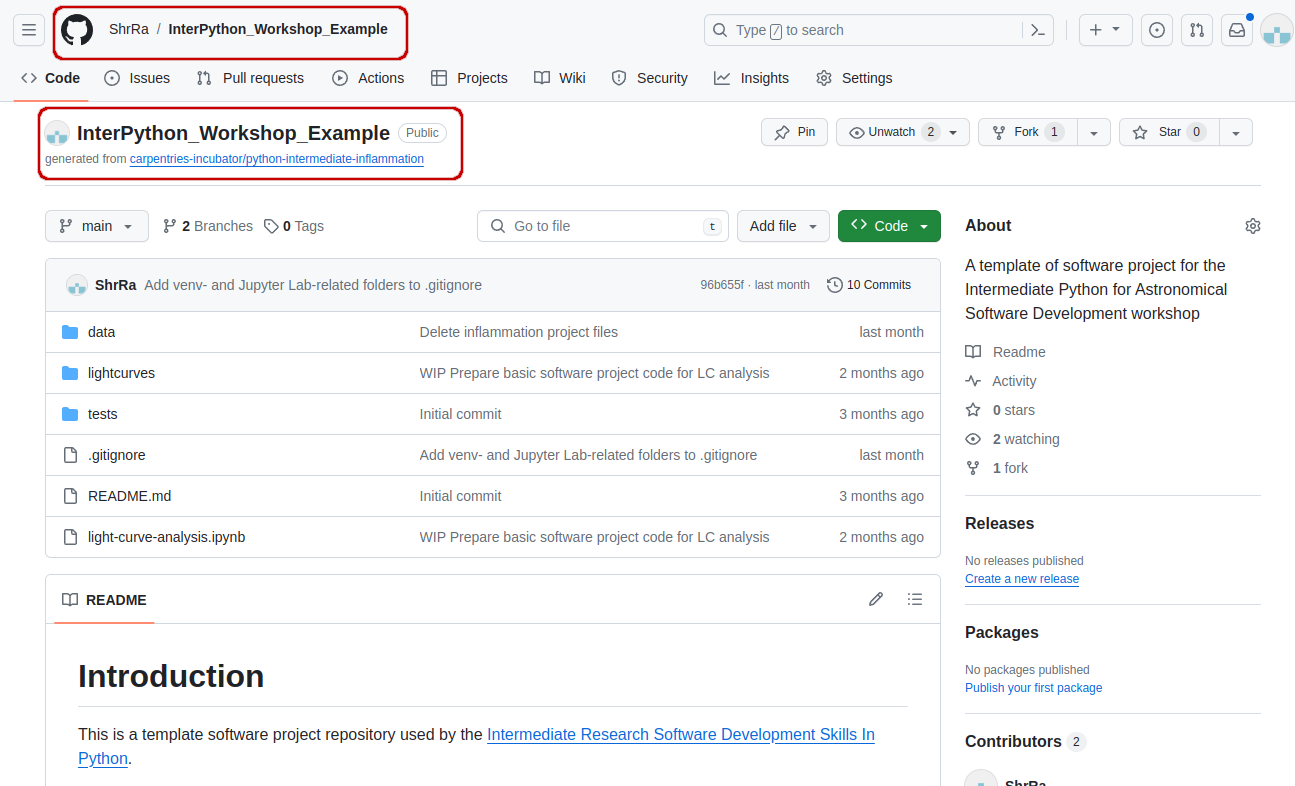 ShrRa / InterPython_Workshop_Example
Type / to search
Code Issues Pull requests Actions Projects Wiki Security Insights Settings
InterPython_Workshop_Example Public
generated from carpentries-incubator/python-intermediate-inflammation
Pin Unwatch 2 Fork 1 Star 0
main 2 Branches 0 Tags Go to file t Add file Code
ShrRa Add venv- and Jupyter Lab-related folders to .gitignore 96b655f · last month 10 Commits
data Delete inflammation project files last month
lightcurves WIP Prepare basic software project code for LC analysis 2 months ago
tests Initial commit 3 months ago
.gitignore Add venv- and Jupyter Lab-related folders to .gitignore last month
README.md Initial commit 3 months ago
light-curve-analysis.ipynb WIP Prepare basic software project code for LC analysis 2 months ago
README
Introduction
This is a template software project repository used by the Intermediate Research Software Development Skills In
Python.
About
A template of software project for the
Intermediate Python for Astronomical
Software Development workshop
Readme
Activity
0 stars
2 watching
1 fork
Releases
No releases published
Create a new release
Packages
No packages published
Publish your first package
Contributors 2
ShrRa